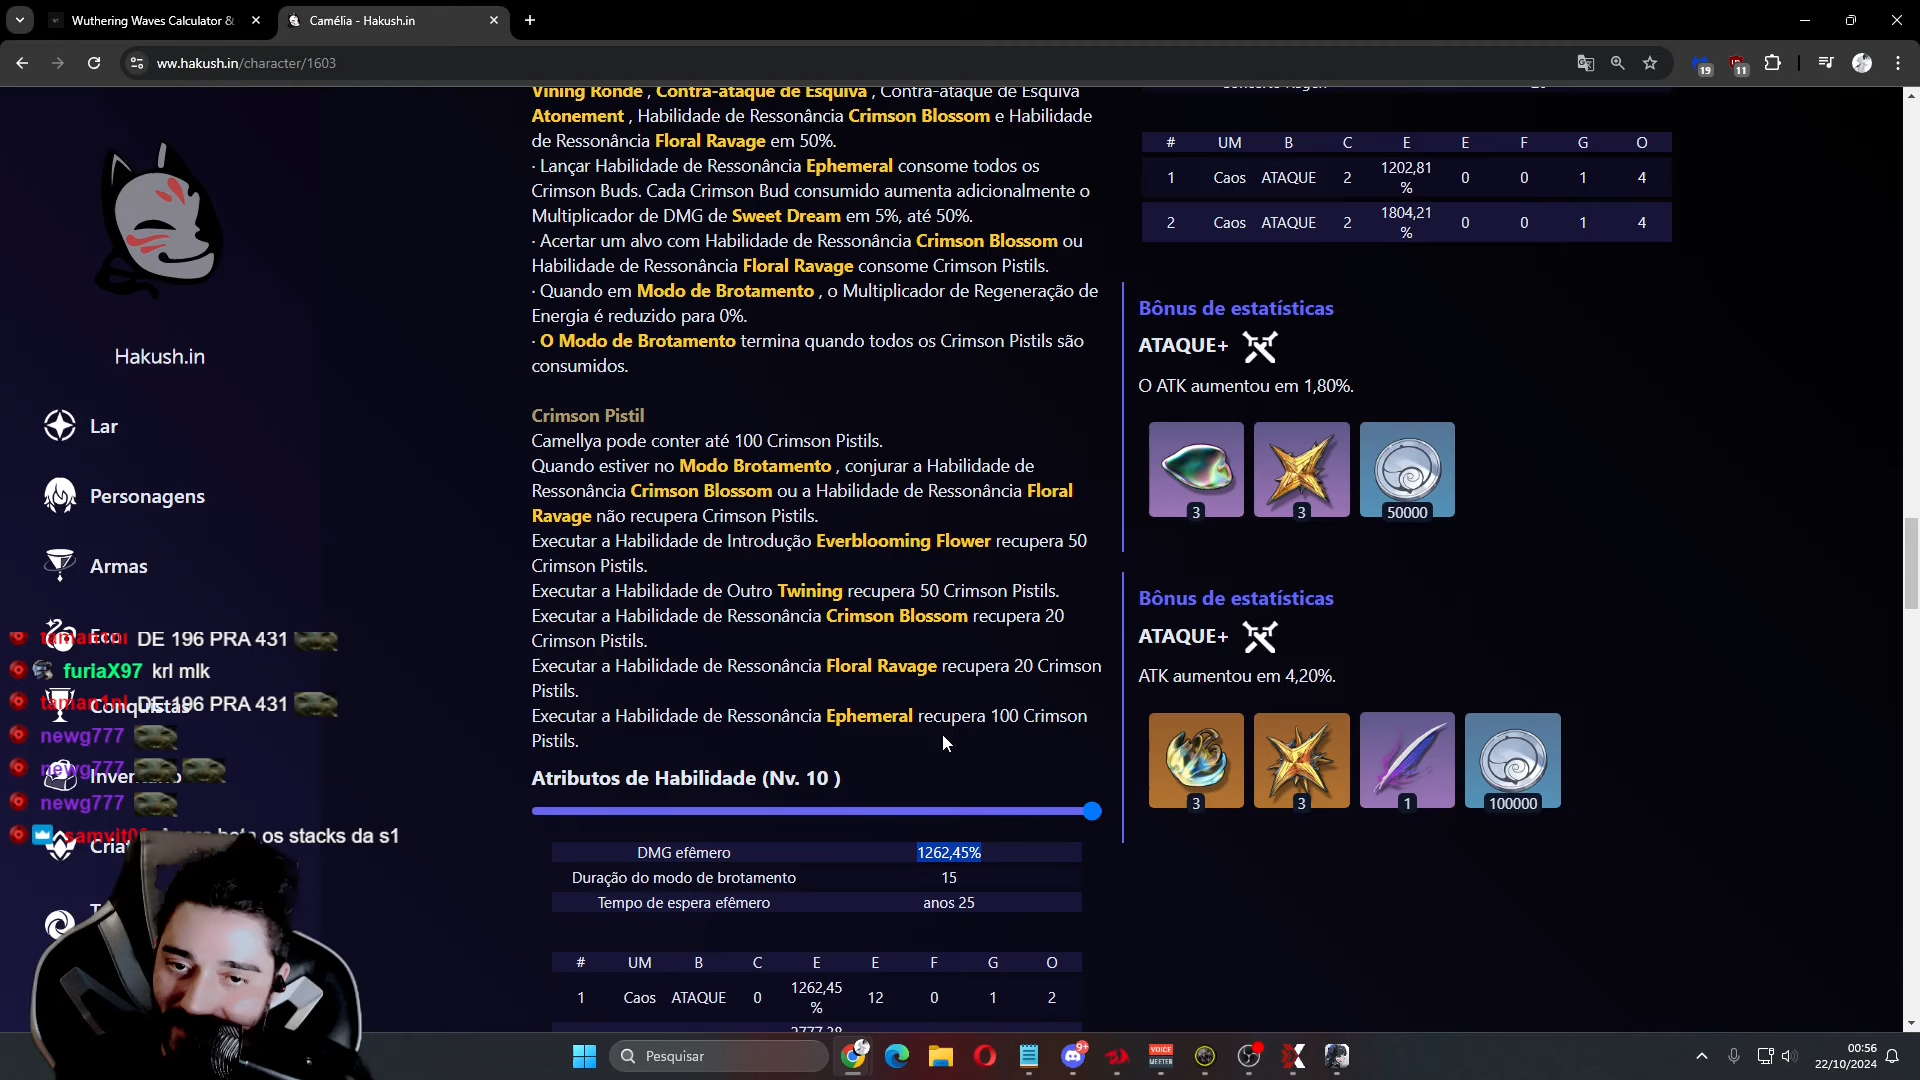 Wuthering Waves Calculator &
Camélia - Hakush.in
ww.hakush.in/character/1603
19
11
Vining Ronde , Contra-ataque de Esquiva , Contra-ataque de Esquiva
Atonement , Habilidade de Ressonância Crimson Blossom e Habilidade
de Ressonância Floral Ravage em 50%.
· Lançar Habilidade de Ressonância Ephemeral consome todos os
Crimson Buds. Cada Crimson Bud consumido aumenta adicionalmente o
Multiplicador de DMG de Sweet Dream em 5%, até 50%.
· Acertar um alvo com Habilidade de Ressonância Crimson Blossom ou
Habilidade de Ressonância Floral Ravage consome Crimson Pistils.
· Quando em Modo de Brotamento , o Multiplicador de Regeneração de
Energia é reduzido para 0%.
· O Modo de Brotamento termina quando todos os Crimson Pistils são
consumidos.
Crimson Pistil
Camellya pode conter até 100 Crimson Pistils.
Quando estiver no Modo Brotamento , conjurar a Habilidade de
Ressonância Crimson Blossom ou a Habilidade de Ressonância Floral
Ravage não recupera Crimson Pistils.
Executar a Habilidade de Introdução Everblooming Flower recupera 50
Crimson Pistils.
Executar a Habilidade de Outro Twining recupera 50 Crimson Pistils.
Executar a Habilidade de Ressonância Crimson Blossom recupera 20
Crimson Pistils.
Executar a Habilidade de Ressonância Floral Ravage recupera 20 Crimson
Pistils.
Executar a Habilidade de Ressonância Ephemeral recupera 100 Crimson
Pistils.
Atributos de Habilidade (Nv. 10 )
DMG efêmero 1262,45%
Duração do modo de brotamento 15
Tempo de espera efêmero anos 25
# UM B C E E F G O
1 Caos ATAQUE 0 1262,45 % 12 0 1 2
# UM B C E E F G O
1 Caos ATAQUE 2 1202,81 % 0 0 1 4
2 Caos ATAQUE 2 1804,21 % 0 0 1 4
Bônus de estatísticas
ATAQUE+
O ATK aumentou em 1,80%.
3 3 50000
Bônus de estatísticas
ATAQUE+
ATK aumentou em 4,20%.
3 3 1 100000
Hakush.in
Lar
Personagens
Armas
DE 196 PRA 431
furiaX97 krl mlk
Conquistas
DE 196 PRA 431
newg777
newg777
newg777
os stacks da s1
Pesquisar
9+
VOICE
MEETER
00:56
22/10/2024